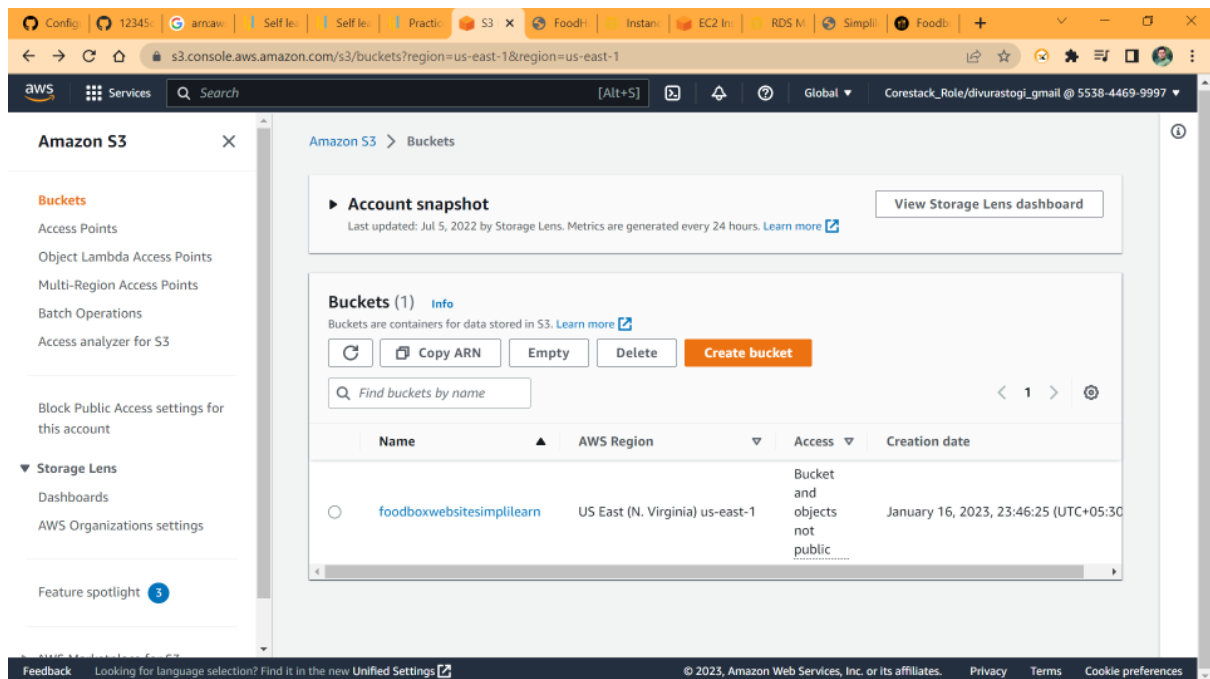 Config
12345
arn:aw
Self lea
Self lea
Practic
S3
FoodH
Instanc
EC2 Ins
RDS M
Simplil
Foodb
s3.console.aws.amazon.com/s3/buckets?region=us-east-1&region=us-east-1
aws
Services
Search
[Alt+S]
Global
Corestack_Role/divurastogi_gmail @ 5538-4469-9997
Amazon S3
Buckets
Access Points
Object Lambda Access Points
Multi-Region Access Points
Batch Operations
Access analyzer for S3
Block Public Access settings for
this account
Storage Lens
Dashboards
AWS Organizations settings
Feature spotlight 3
AWS Marketplace for S3
Amazon S3 > Buckets
Account snapshot
Last updated: Jul 5, 2022 by Storage Lens. Metrics are generated every 24 hours. Learn more
View Storage Lens dashboard
Buckets (1) Info
Buckets are containers for data stored in S3. Learn more
Copy ARN
Empty
Delete
Create bucket
Find buckets by name
1
Name
AWS Region
Access
Creation date
foodboxwebsitesimplilearn
US East (N. Virginia) us-east-1
Bucket
and
objects
not
public
January 16, 2023, 23:46:25 (UTC+05:30
Feedback
Looking for language selection? Find it in the new Unified Settings
© 2023, Amazon Web Services, Inc. or its affiliates.
Privacy
Terms
Cookie preferences